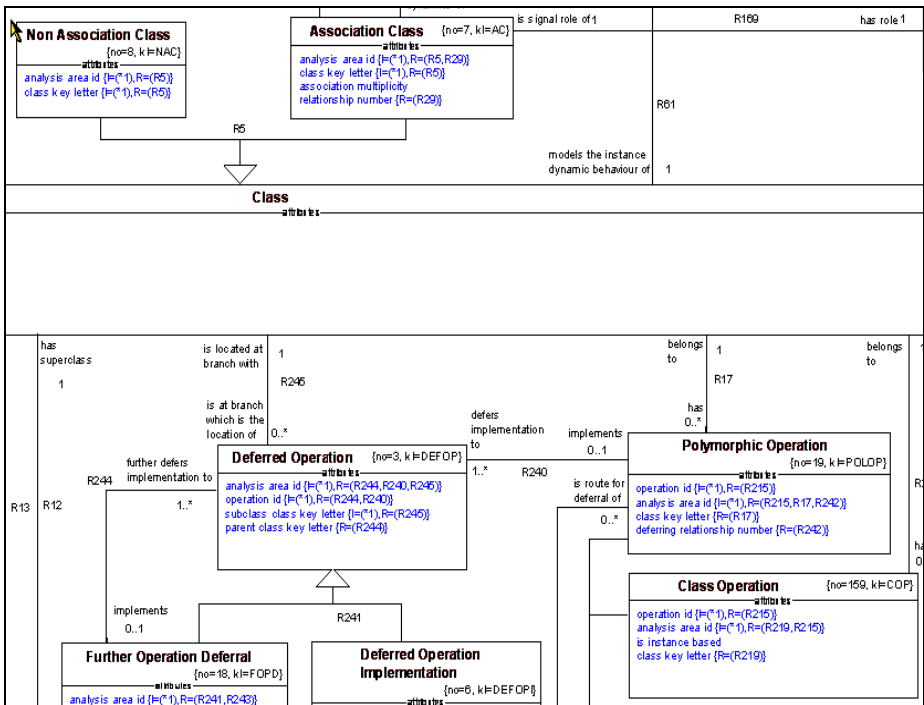 is signal role of 1
R169
has role 1
Non Association Class
{no=8, kl=NAC}
attributes
analysis area id {I=(*1),R=(R5)}
class key letter {I=(*1),R=(R5)}
Association Class {no=7, kl=AC}
attributes
analysis area id {I=(*1),R=(R5,R29)}
class key letter {I=(*1),R=(R5)}
association multiplicity
relationship number {R=(R29)}
R61
R5
models the instance
dynamic behaviour of 1
Class
attributes
has
superclass
1
is located at
branch with
1
R245
is at branch
which is the
location of
0..*
belongs
to
1
R17
has
0..*
belongs
to
R13
R12
R244
further defers
implementation to
1..*
Deferred Operation {no=3, kl=DEFOP}
attributes
analysis area id {I=(*1),R=(R244,R240,R245)}
operation id {I=(*1),R=(R244,R240)}
subclass class key letter {I=(*1),R=(R245)}
parent class key letter {R=(R244)}
defers
implementation
to
1..*
R240
implements
0..1
is route for
deferral of
0..*
Polymorphic Operation
{no=19, kl=POLOP}
attributes
operation id {I=(*1),R=(R215)}
analysis area id {I=(*1),R=(R215,R17,R242)}
class key letter {R=(R17)}
deferring relationship number {R=(R242)}
Class Operation {no=159, kl=COP}
attributes
operation id {I=(*1),R=(R215)}
analysis area id {I=(*1),R=(R219,R215)}
is instance based
class key letter {R=(R219)}
implements
0..1
R241
Further Operation Deferral
{no=18, kl=FOPD}
attributes
analysis area id {I=(*1),R=(R241,R243)}
Deferred Operation
Implementation
{no=6, kl=DEFOPI}
attributes